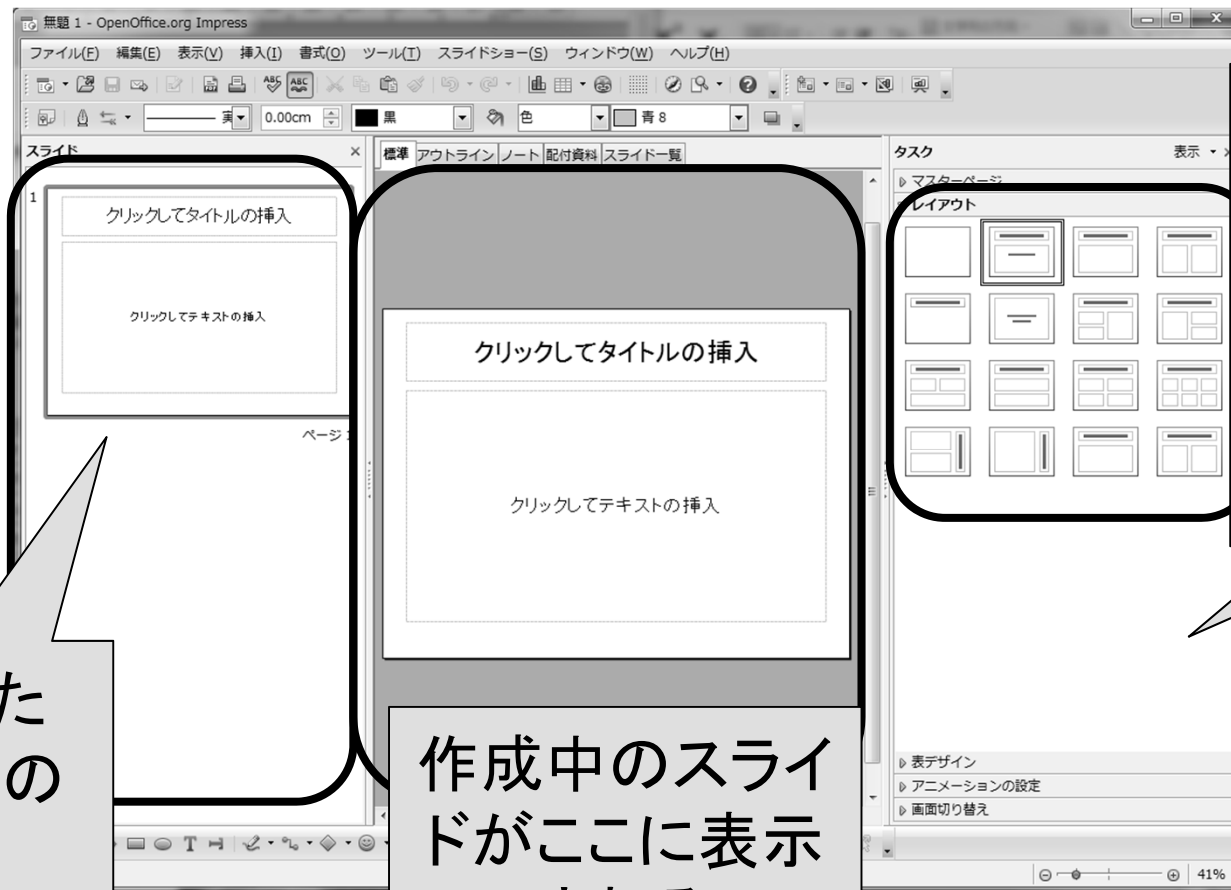 無題 1 - OpenOffice.org Impress
ファイル(F) 編集(E) 表示(V) 挿入(I) 書式(O) ツール(T) スライドショー(S) ウィンドウ(W) ヘルプ(H)
0.00cm 黒 色 青 8
スライド
標準 アウトライン ノート 配付資料 スライド一覧
タスク 表示
マスターページ
レイアウト
1
クリックしてタイトルの挿入
クリックしてテキストの挿入
ページ
クリックしてタイトルの挿入
クリックしてテキストの挿入
た
の
作成中のスライ
ドがここに表示
表デザイン
アニメーションの設定
画面切り替え
41%